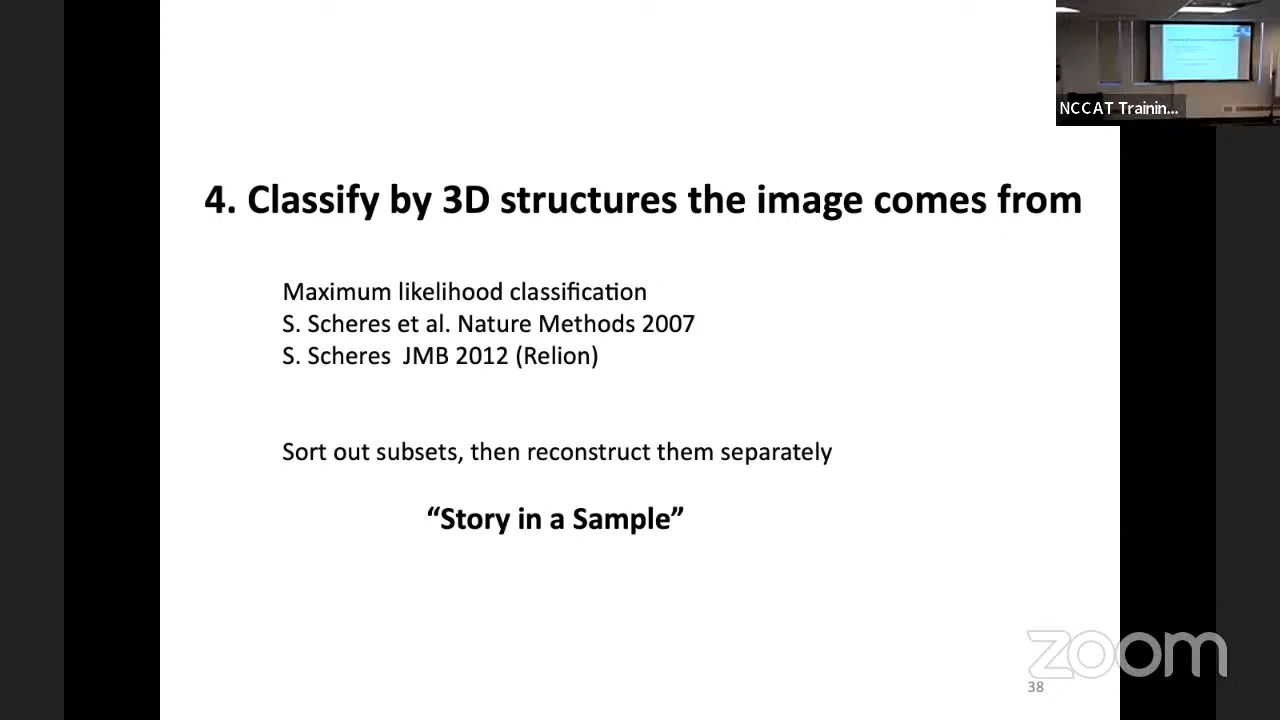 NCCAT Trainin...
4. Classify by 3D structures the image comes from
Maximum likelihood classification
S. Scheres et al. Nature Methods 2007
S. Scheres JMB 2012 (Relion)
Sort out subsets, then reconstruct them separately
“Story in a Sample”
zoom
38